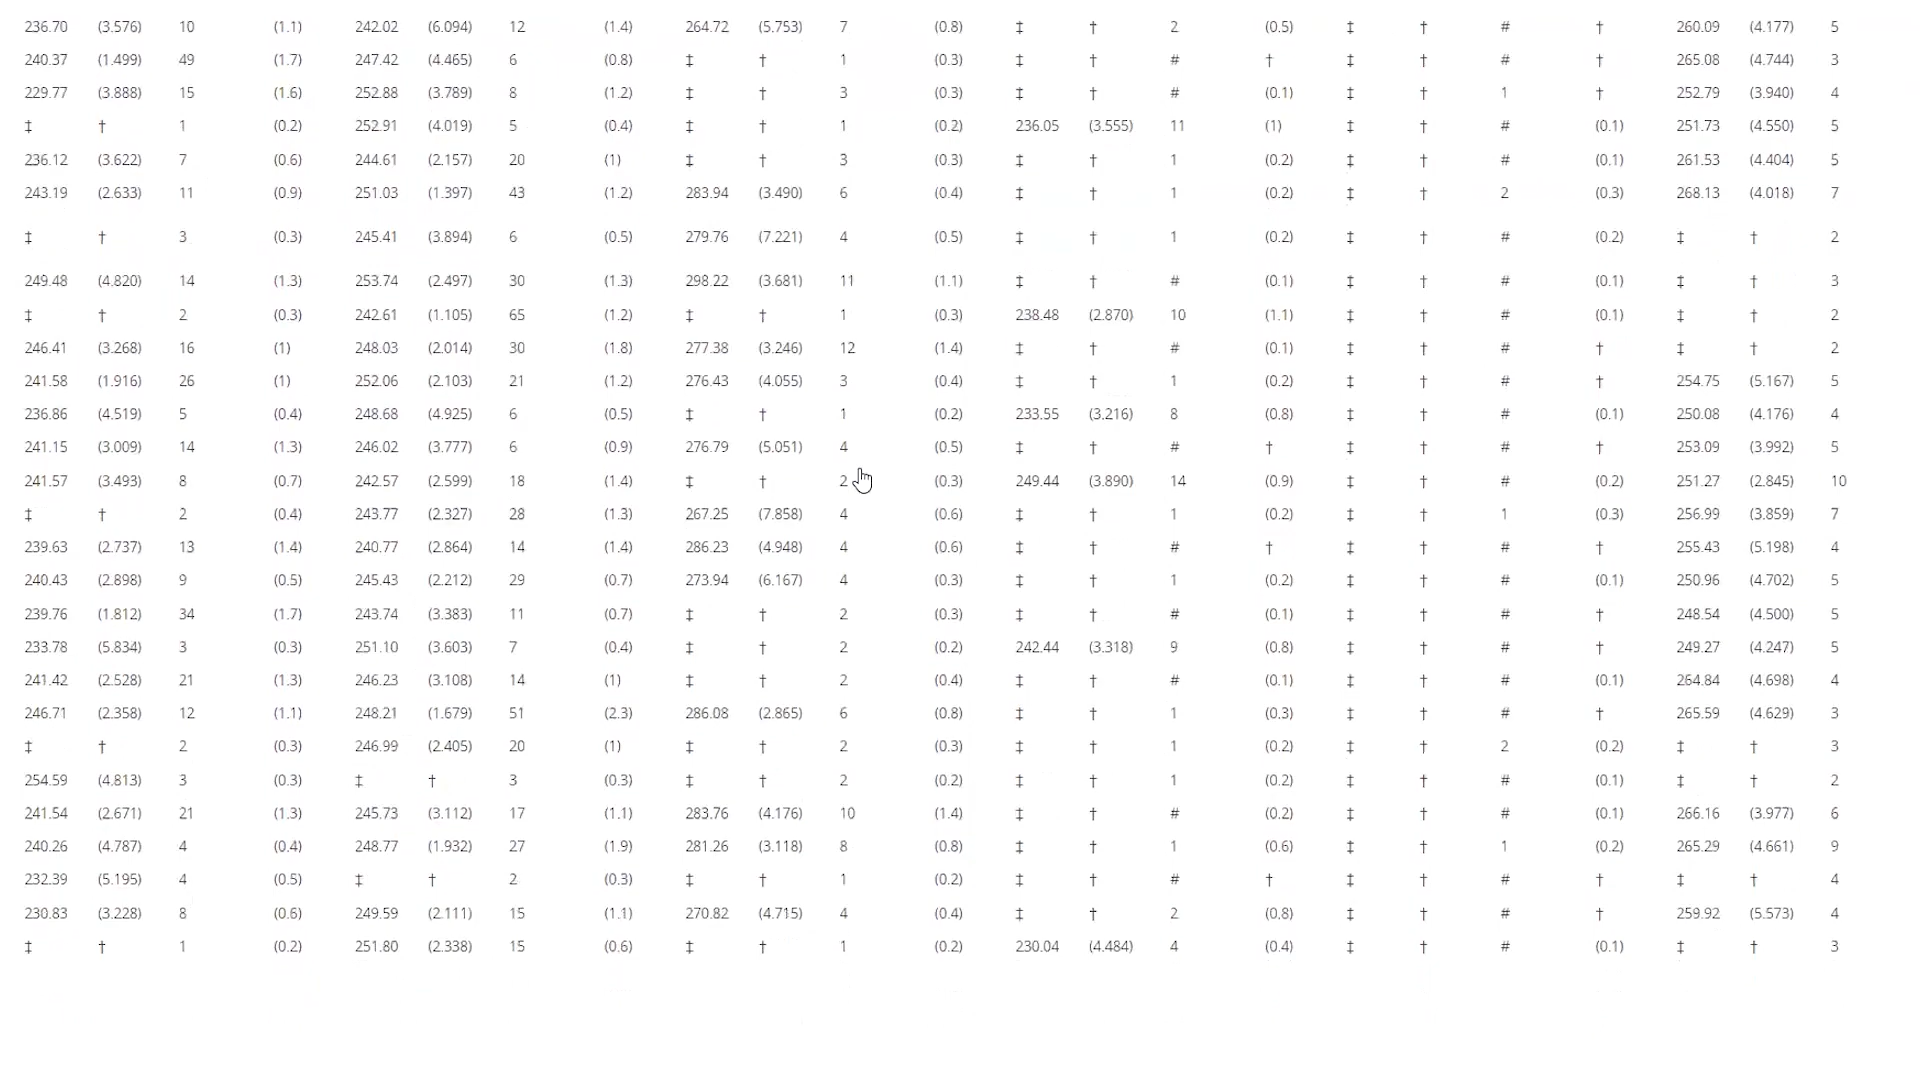 236.70 (3.576) 10 (1.1) 242.02 (6.094) 12 (1.4) 264.72 (5.753) 7 (0.8) ‡ † 2 (0.5) ‡ † # † 260.09 (4.177) 5
240.37 (1.499) 49 (1.7) 247.42 (4.465) 6 (0.8) ‡ † 1 (0.3) ‡ † # † ‡ † # † 265.08 (4.744) 3
229.77 (3.888) 15 (1.6) 252.88 (3.789) 8 (1.2) ‡ † 3 (0.3) ‡ † # (0.1) ‡ † 1 † 252.79 (3.940) 4
‡ † 1 (0.2) 252.91 (4.019) 5 (0.4) ‡ † 1 (0.2) 236.05 (3.555) 11 (1) ‡ † # (0.1) 251.73 (4.550) 5
236.12 (3.622) 7 (0.6) 244.61 (2.157) 20 (1) ‡ † 3 (0.3) ‡ † 1 (0.2) ‡ † # (0.1) 261.53 (4.404) 5
243.19 (2.633) 11 (0.9) 251.03 (1.397) 43 (1.2) 283.94 (3.490) 6 (0.4) ‡ † 1 (0.2) ‡ † 2 (0.3) 268.13 (4.018) 7
‡ † 3 (0.3) 245.41 (3.894) 6 (0.5) 279.76 (7.221) 4 (0.5) ‡ † 1 (0.2) ‡ † # (0.2) ‡ † 2
249.48 (4.820) 14 (1.3) 253.74 (2.497) 30 (1.3) 298.22 (3.681) 11 (1.1) ‡ † # (0.1) ‡ † # (0.1) ‡ † 3
‡ † 2 (0.3) 242.61 (1.105) 65 (1.2) ‡ † 1 (0.3) 238.48 (2.870) 10 (1.1) ‡ † # (0.1) ‡ † 2
246.41 (3.268) 16 (1) 248.03 (2.014) 30 (1.8) 277.38 (3.246) 12 (1.4) ‡ † # (0.1) ‡ † # † ‡ † 2
241.58 (1.916) 26 (1) 252.06 (2.103) 21 (1.2) 276.43 (4.055) 3 (0.4) ‡ † 1 (0.2) ‡ † # † 254.75 (5.167) 5
236.86 (4.519) 5 (0.4) 248.68 (4.925) 6 (0.5) ‡ † 1 (0.2) 233.55 (3.216) 8 (0.8) ‡ † # (0.1) 250.08 (4.176) 4
241.15 (3.009) 14 (1.3) 246.02 (3.777) 6 (0.9) 276.79 (5.051) 4 (0.5) ‡ † # † ‡ † # † 253.09 (3.992) 5
241.57 (3.493) 8 (0.7) 242.57 (2.599) 18 (1.4) ‡ † 2 (0.3) 249.44 (3.890) 14 (0.9) ‡ † # (0.2) 251.27 (2.845) 10
‡ † 2 (0.4) 243.77 (2.327) 28 (1.3) 267.25 (7.858) 4 (0.6) ‡ † 1 (0.2) ‡ † 1 (0.3) 256.99 (3.859) 7
239.63 (2.737) 13 (1.4) 240.77 (2.864) 14 (1.4) 286.23 (4.948) 4 (0.6) ‡ † # † ‡ † # † 255.43 (5.198) 4
240.43 (2.898) 9 (0.5) 245.43 (2.212) 29 (0.7) 273.94 (6.167) 4 (0.3) ‡ † 1 (0.2) ‡ † # (0.1) 250.96 (4.702) 5
239.76 (1.812) 34 (1.7) 243.74 (3.383) 11 (0.7) ‡ † 2 (0.3) ‡ † # (0.1) ‡ † # † 248.54 (4.500) 5
233.78 (5.834) 3 (0.3) 251.10 (3.603) 7 (0.4) ‡ † 2 (0.2) 242.44 (3.318) 9 (0.8) ‡ † # † 249.27 (4.247) 5
241.42 (2.528) 21 (1.3) 246.23 (3.108) 14 (1) ‡ † 2 (0.4) ‡ † # (0.1) ‡ † # (0.1) 264.84 (4.698) 4
246.71 (2.358) 12 (1.1) 248.21 (1.679) 51 (2.3) 286.08 (2.865) 6 (0.8) ‡ † 1 (0.3) ‡ † # † 265.59 (4.629) 3
‡ † 2 (0.3) 246.99 (2.405) 20 (1) ‡ † 2 (0.3) ‡ † 1 (0.2) ‡ † 2 (0.2) ‡ † 3
254.59 (4.813) 3 (0.3) ‡ † 3 (0.3) ‡ † 2 (0.2) ‡ † 1 (0.2) ‡ † # (0.1) ‡ † 2
241.54 (2.671) 21 (1.3) 245.73 (3.112) 17 (1.1) 283.76 (4.176) 10 (1.4) ‡ † # (0.2) ‡ † # (0.1) 266.16 (3.977) 6
240.26 (4.787) 4 (0.4) 248.77 (1.932) 27 (1.9) 281.26 (3.118) 8 (0.8) ‡ † 1 (0.6) ‡ † 1 (0.2) 265.29 (4.661) 9
232.39 (5.195) 4 (0.5) ‡ † 2 (0.3) ‡ † 1 (0.2) ‡ † # † ‡ † # † ‡ † 4
230.83 (3.228) 8 (0.6) 249.59 (2.111) 15 (1.1) 270.82 (4.715) 4 (0.4) ‡ † 2 (0.8) ‡ † # † 259.92 (5.573) 4
‡ † 1 (0.2) 251.80 (2.338) 15 (0.6) ‡ † 1 (0.2) 230.04 (4.484) 4 (0.4) ‡ † # (0.1) ‡ † 3